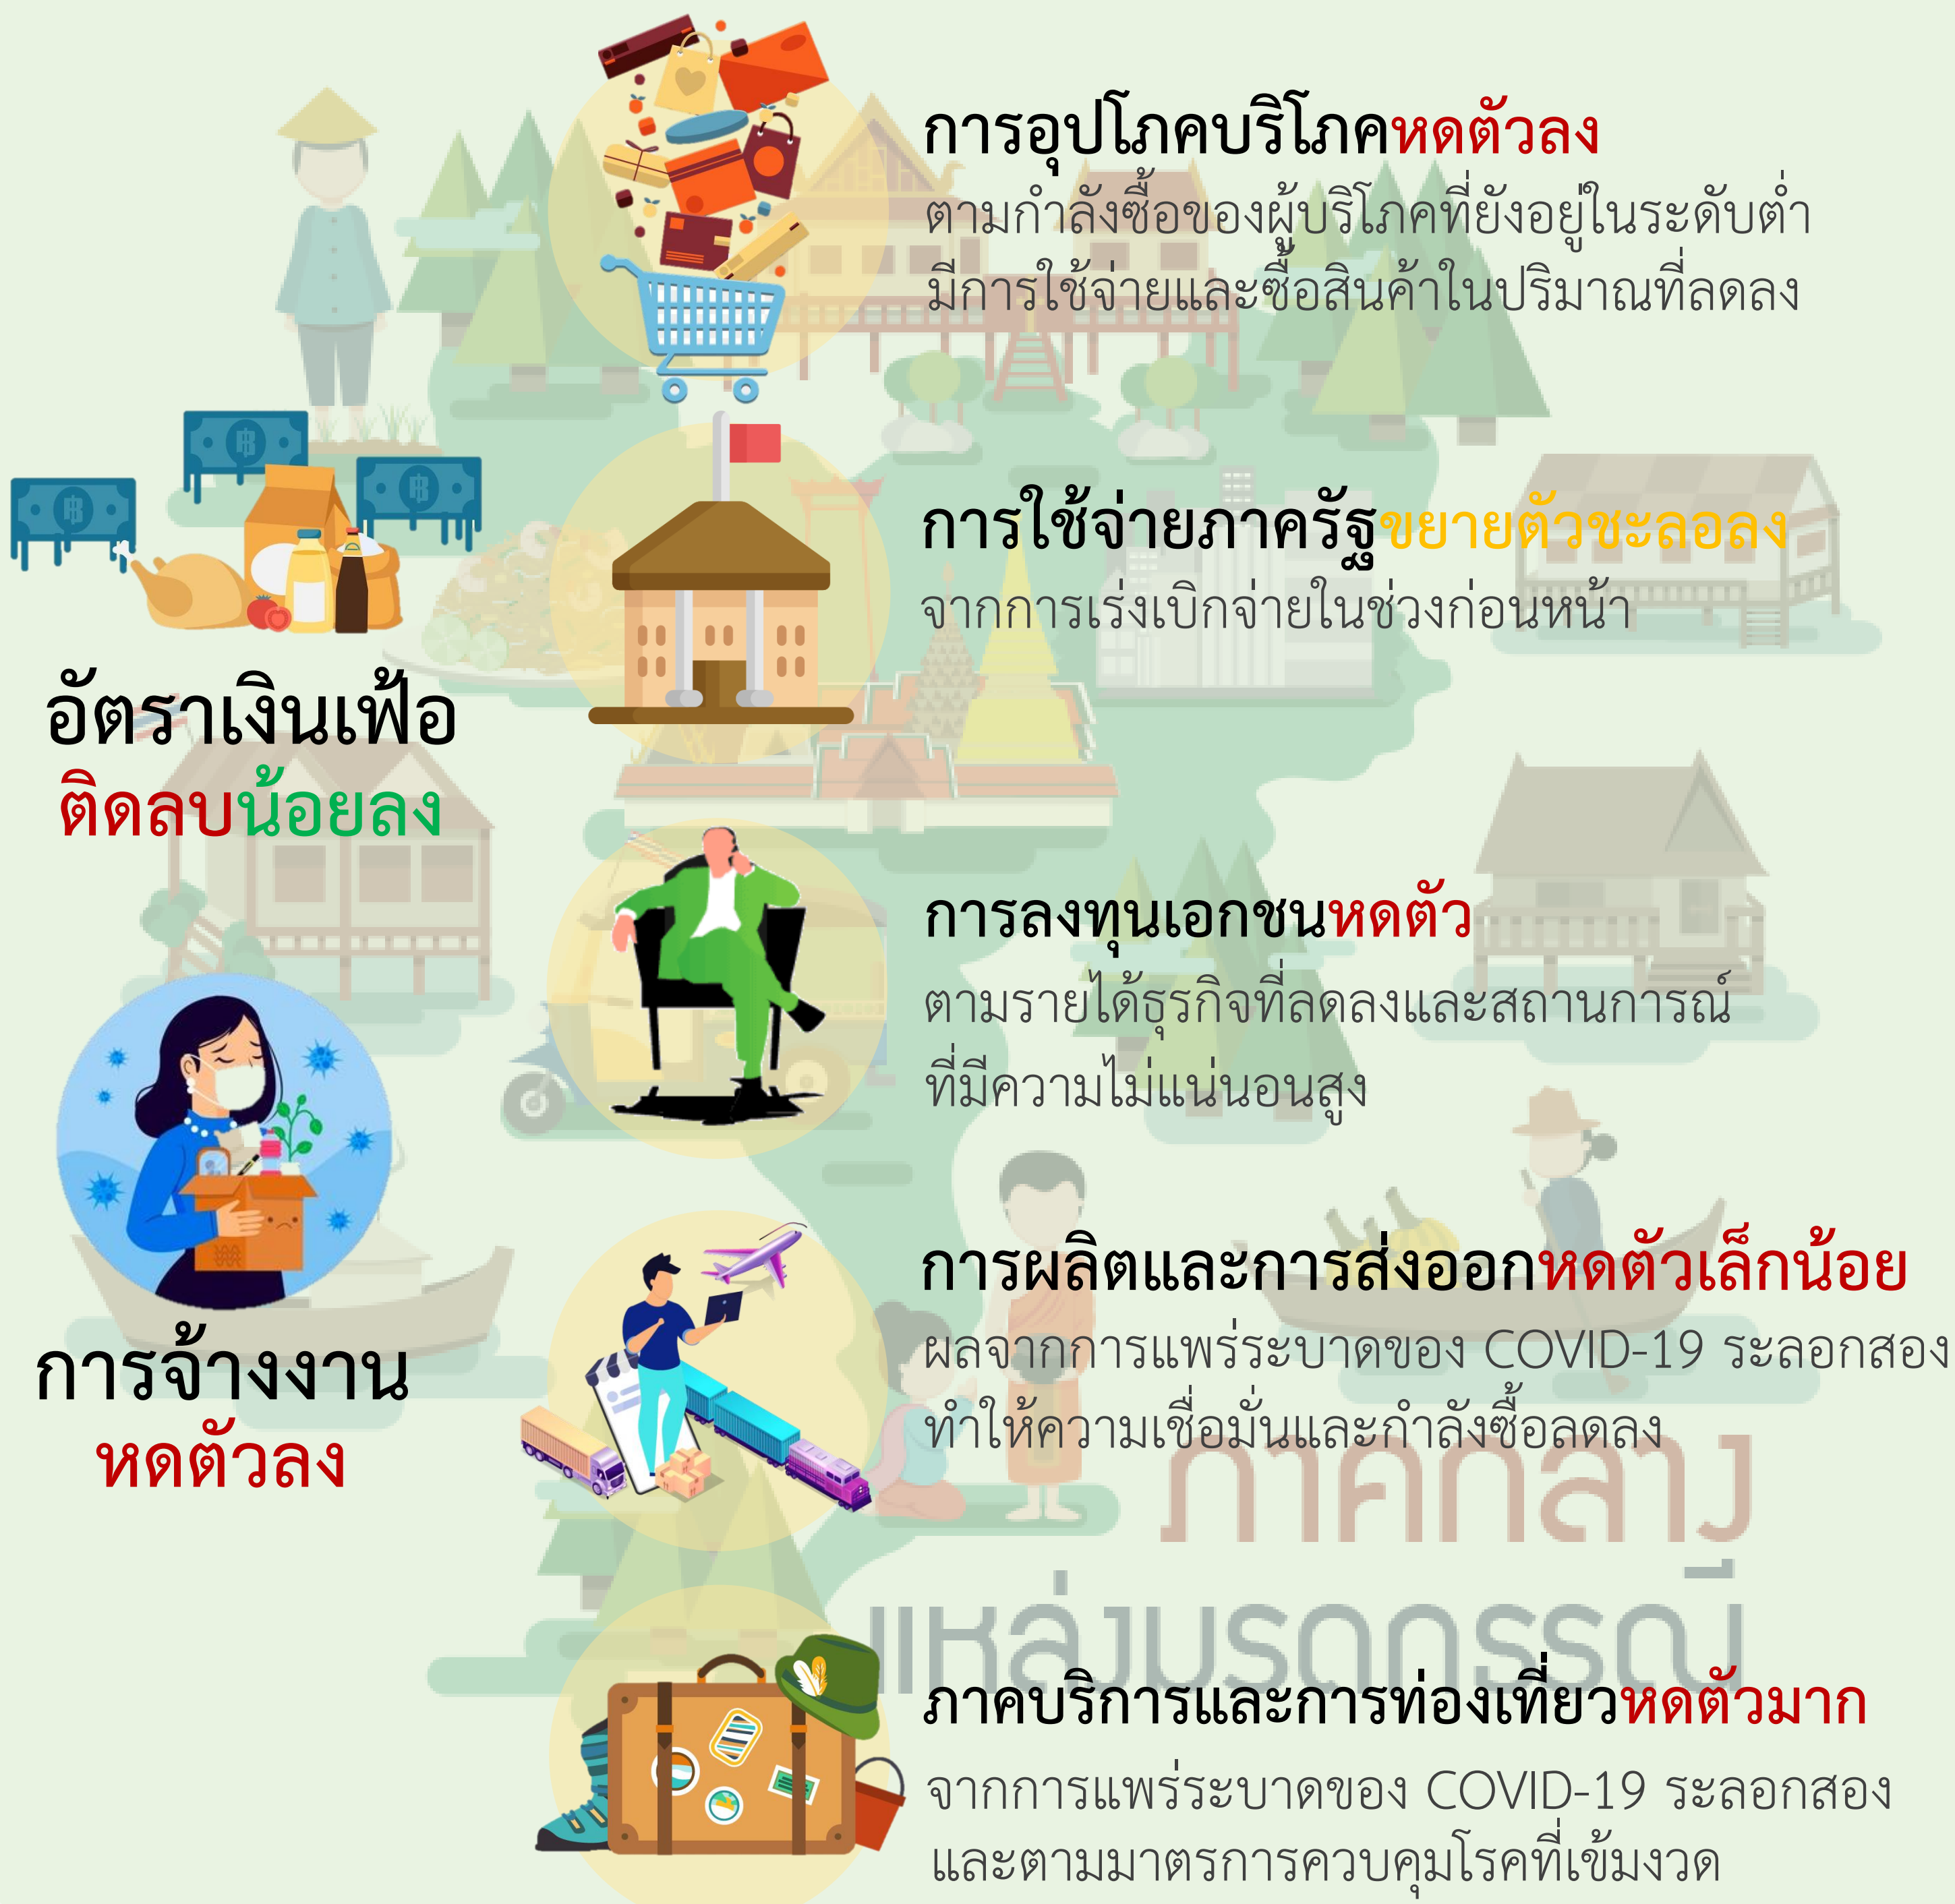 การอุปโภคบริโภคหดตัวลง
ตามกำลังซื้อของผู้บริโภคที่ยังอยู่ในระดับต่ำ
มีการใช้จ่ายและซื้อสินค้าในปริมาณที่ลดลง
การใช้จ่ายภาครัฐขยายตัวชะลอลง
จากการเร่งเบิกจ่ายในช่วงก่อนหน้า
อัตราเงินเฟ้อ
ติดลบน้อยลง
การลงทุนเอกชนหดตัว
ตามรายได้ธุรกิจที่ลดลงและสถานการณ์
ที่มีความไม่แน่นอนสูง
การจ้างงาน
หดตัวลง
การผลิตและการส่งออกหดตัวเล็กน้อย
ผลจากการแพร่ระบาดของ COVID-19 ระลอกสอง
ทำให้ความเชื่อมั่นและกำลังซื้อลดลง
ภาคกลาง
แหล่งมรดกธรณี
ภาคบริการและการท่องเที่ยวหดตัวมาก
จากการแพร่ระบาดของ COVID-19 ระลอกสอง
และตามมาตรการควบคุมโรคที่เข้มงวด